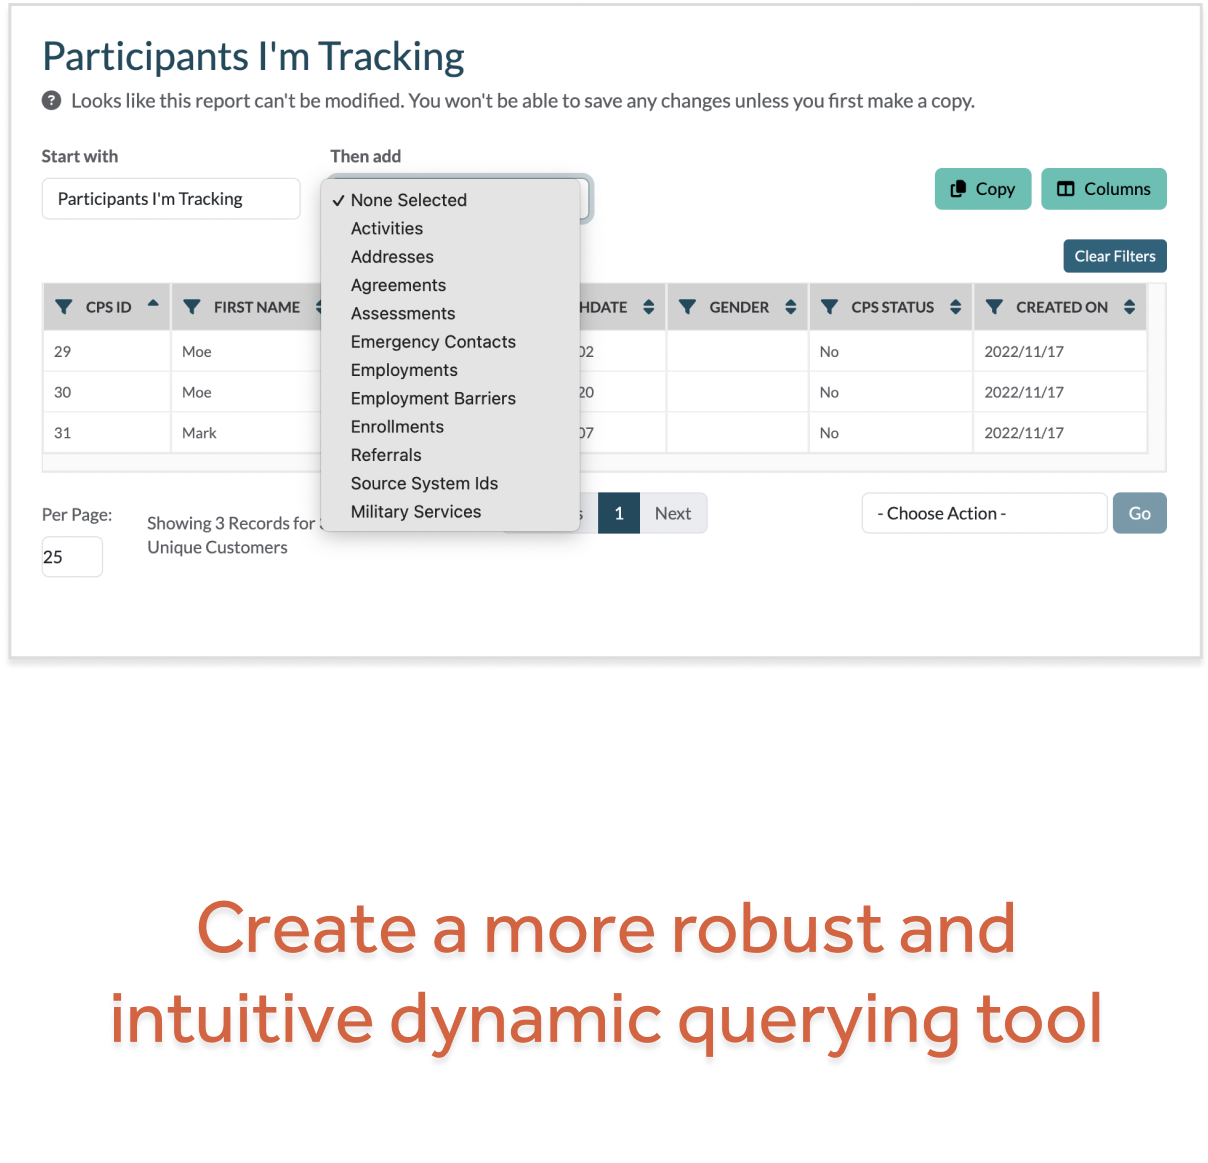 Participants I'm Tracking
? Looks like this report can't be modified. You won't be able to save any changes unless you first make a copy.
Start with
Then add
Participants I'm Tracking
✓ None Selected
Activities
Addresses
Agreements
Assessments
Emergency Contacts
Employments
Employment Barriers
Enrollments
Referrals
Source System Ids
Military Services
Copy
Columns
Clear Filters
CPS ID FIRST NAME HDATE GENDER CPS STATUS CREATED ON
29 Moe 02 No 2022/11/17
30 Moe 20 No 2022/11/17
31 Mark 07 No 2022/11/17
Per Page:
25
Showing 3 Records for
Unique Customers
s 1 Next
- Choose Action -
Go
Create a more robust and
intuitive dynamic querying tool